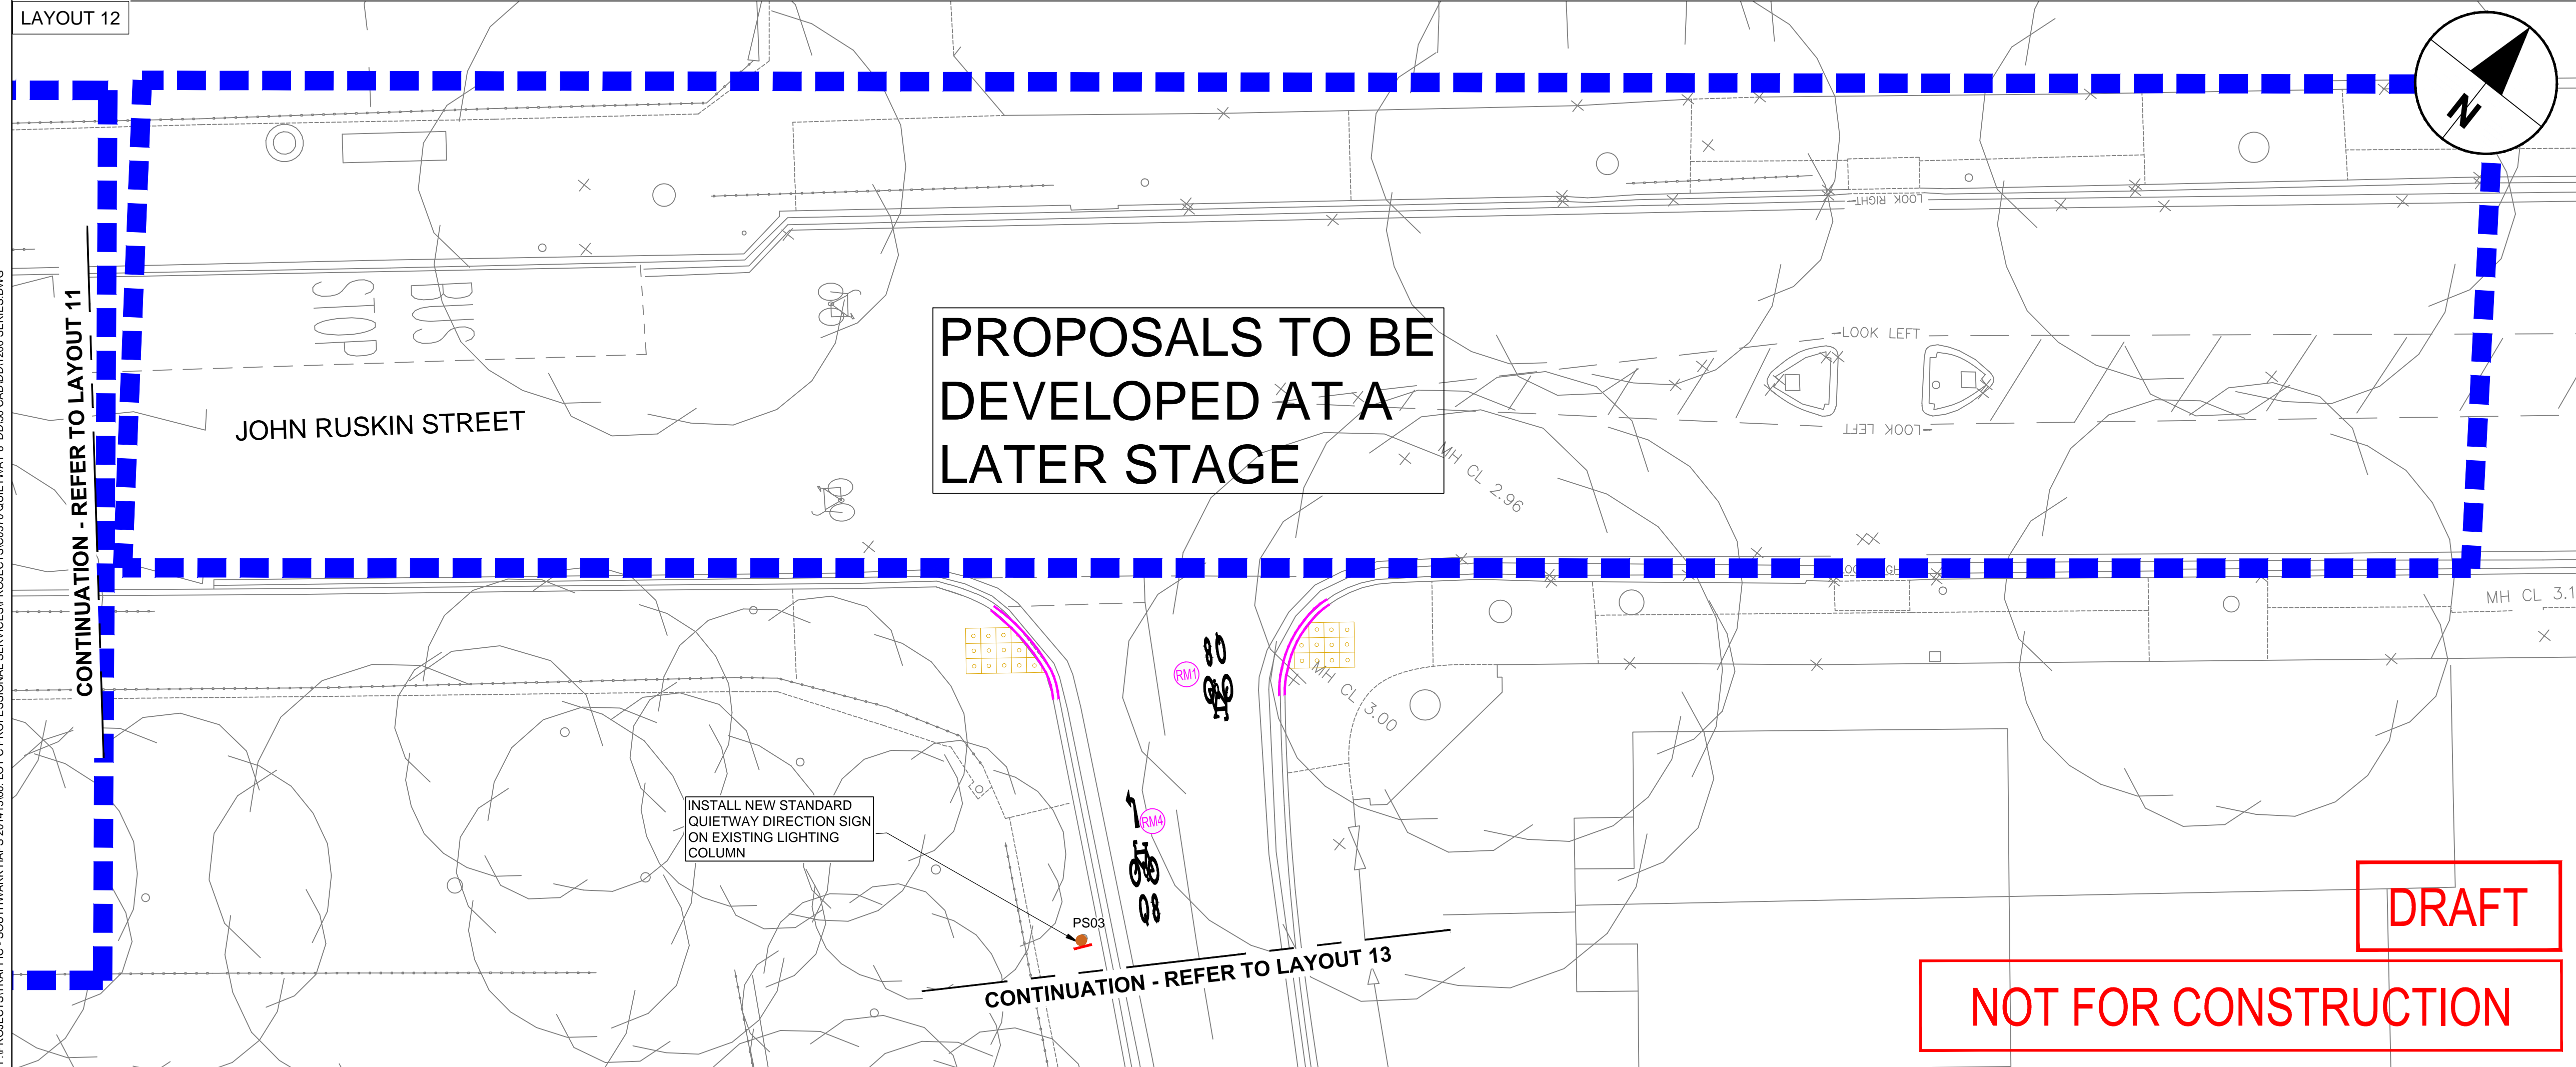 LAYOUT 12
N
LOOK RIGHT
CONTINUATION - REFER TO LAYOUT 11
BUS
STOP
JOHN RUSKIN STREET
PROPOSALS TO BE
DEVELOPED AT A
LATER STAGE
LOOK LEFT
LOOK LEFT
MH CL 2.96
MH CL 3.1
RM1
Q8
MH CL 3.00
INSTALL NEW STANDARD
QUIETWAY DIRECTION SIGN
ON EXISTING LIGHTING
COLUMN
RM4
Q8
PS03
CONTINUATION - REFER TO LAYOUT 13
DRAFT
NOT FOR CONSTRUCTION